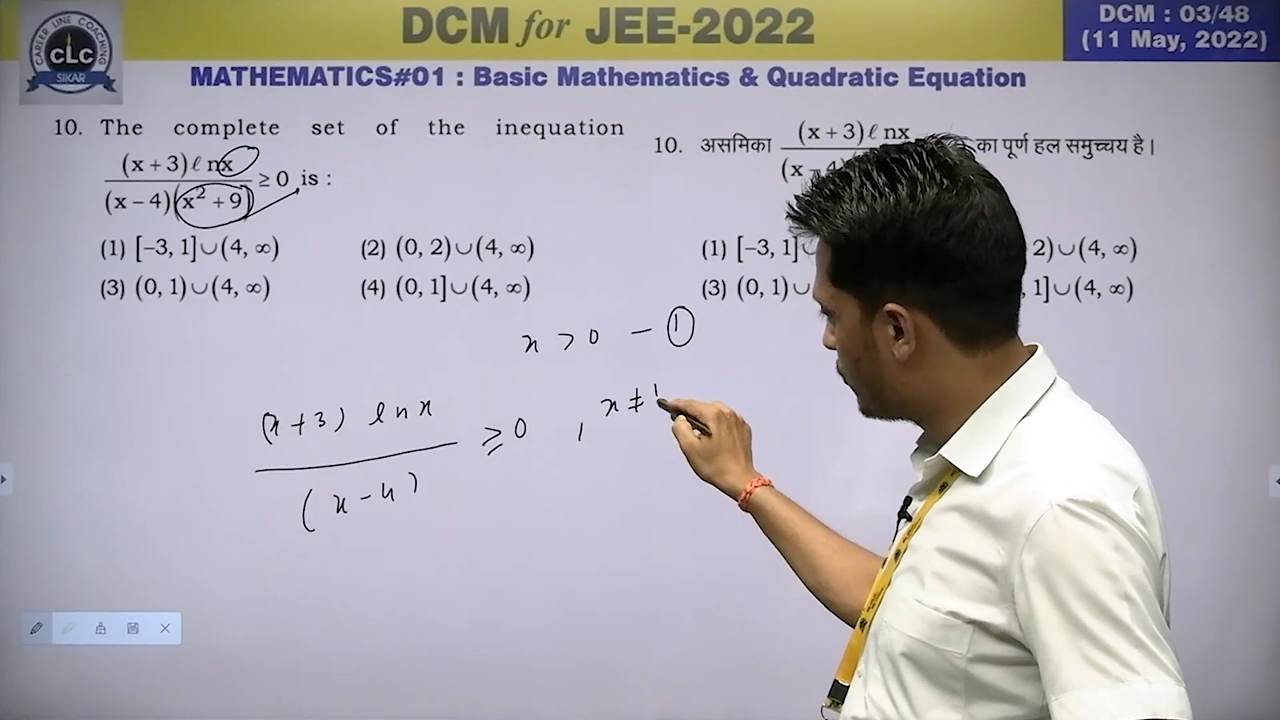 CAREER LINE COACHING
CLC
SIKAR
DCM for JEE-2022
DCM : 03/48
(11 May, 2022)
MATHEMATICS#01 : Basic Mathematics & Quadratic Equation
10. The complete set of the inequation
(x + 3) ℓ nx
(x − 4)(x² + 9)
≥ 0 is :
(1) [−3, 1]∪(4, ∞) (2) (0, 2)∪(4, ∞)
(3) (0, 1)∪(4, ∞) (4) (0, 1]∪(4, ∞)
10. असमिका (x + 3) ℓ nx का पूर्ण हल समुच्चय है।
(x − 4)
(1) [−3, 1]∪ 2)∪(4, ∞)
(3) (0, 1)∪ , 1]∪(4, ∞)
x > 0 − ①
(x+3) ln x
≥ 0 , x ≠
(x−4)